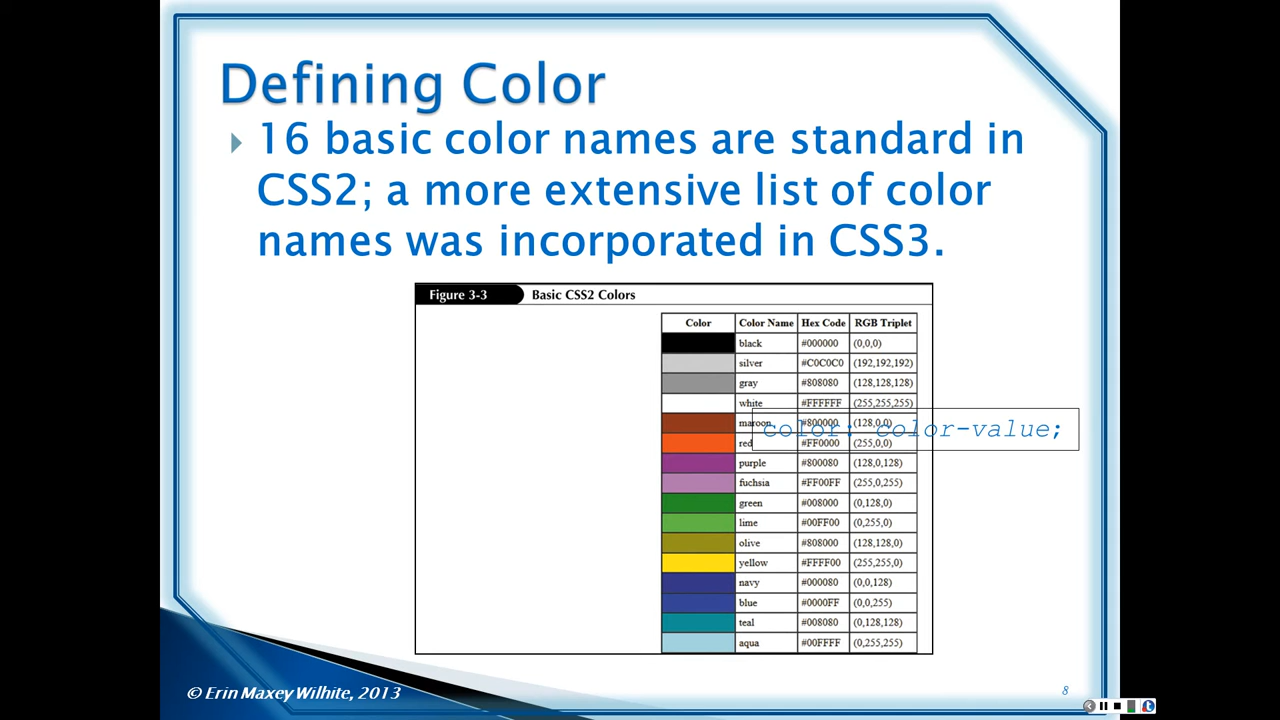 Defining Color
16 basic color names are standard in
CSS2; a more extensive list of color
names was incorporated in CSS3.
Figure 3-3 Basic CSS2 Colors
Color Color Name Hex Code RGB Triplet
black #000000 (0,0,0)
silver #C0C0C0 (192,192,192)
gray #808080 (128,128,128)
white #FFFFFF (255,255,255)
maroon #800000 (128,0,0)
color: color-value;
red #FF0000 (255,0,0)
purple #800080 (128,0,128)
fuchsia #FF00FF (255,0,255)
green #008000 (0,128,0)
lime #00FF00 (0,255,0)
olive #808000 (128,128,0)
yellow #FFFF00 (255,255,0)
navy #000080 (0,0,128)
blue #0000FF (0,0,255)
teal #008080 (0,128,128)
aqua #00FFFF (0,255,255)
© Erin Maxey Wilhite, 2013
8